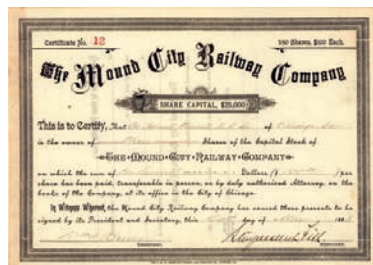 Certificate No. 12 350 Shares, $100 Each.
The Mound City Railway Company
SHARE CAPITAL, $35,000
This is to Certify, That of Chicago
is the owner of Shares of the Capital Stock of
THE MOUND CITY RAILWAY COMPANY
on which the sum of Dollars ($ ) per
share has been paid, transferable in person, or by duly authorized Attorney, on
the books of the Company, at its office in the City of Chicago.
In Witness Whereof, the Mound City Railway Company has caused these presents to be
signed by its President and Secretary, this day of 188